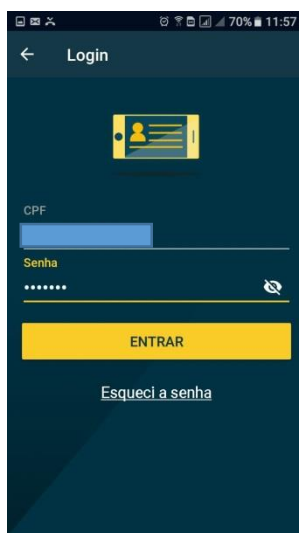 70% 11:57
Login
CPF
Senha
•••••••
ENTRAR
Esqueci a senha